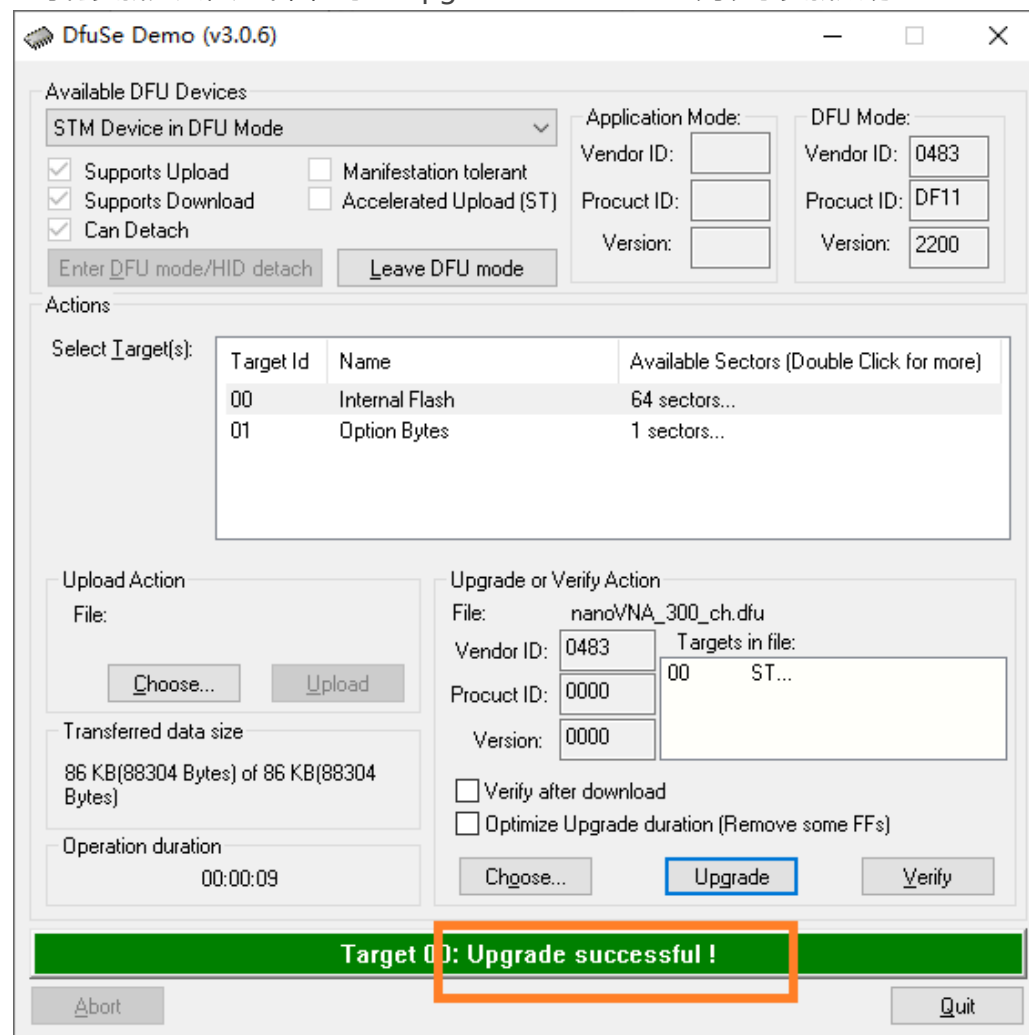 DfuSe Demo (v3.0.6)
Available DFU Devices
STM Device in DFU Mode
Supports Upload
Manifestation tolerant
Supports Download
Accelerated Upload (ST)
Can Detach
Enter DFU mode/HID detach
Leave DFU mode
Application Mode:
Vendor ID:
Procuct ID:
Version:
DFU Mode:
Vendor ID: 0483
Procuct ID: DF11
Version: 2200
Actions
Select Target(s):
Target Id Name Available Sectors (Double Click for more)
00 Internal Flash 64 sectors...
01 Option Bytes 1 sectors...
Upload Action
File:
Choose...
Upload
Transferred data size
86 KB(88304 Bytes) of 86 KB(88304
Bytes)
Operation duration
00:00:09
Upgrade or Verify Action
File: nanoVNA_300_ch.dfu
Vendor ID: 0483
Procuct ID: 0000
Version: 0000
Targets in file:
00 ST...
Verify after download
Optimize Upgrade duration (Remove some FFs)
Choose...
Upgrade
Verify
Target 00: Upgrade successful !
Abort
Quit